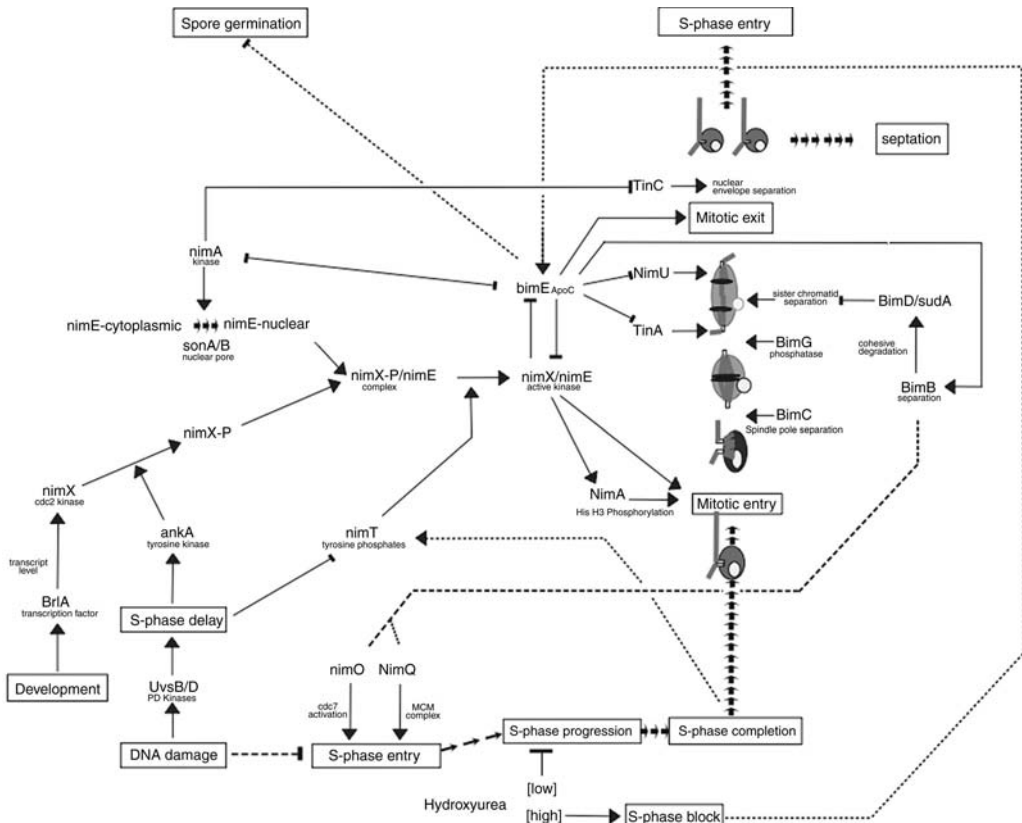 Spore germination
S-phase entry
septation
TinC
nuclear
envelope separation
Mitotic exit
nimA
kinase
bimE ApoC
NimU
sister chromatid
separation
BimD/sudA
nimE-cytoplasmic
nimE-nuclear
sonA/B
nuclear pore
TinA
BimG
phosphatase
cohesive
degradation
nimX-P/nimE
complex
nimX/nimE
active kinase
BimB
separation
nimX-P
BimC
Spindle pole separation
nimX
cdc2 kinase
NimA
His H3 Phosphorylation
Mitotic entry
ankA
tyrosine kinase
nimT
tyrosine phosphates
transcript
level
BrlA
transcription factor
S-phase delay
Development
UvsB/D
PD Kinases
nimO
NimQ
cdc7
activation
MCM
complex
DNA damage
S-phase entry
S-phase progression
S-phase completion
Hydroxyurea
[low]
[high]
S-phase block